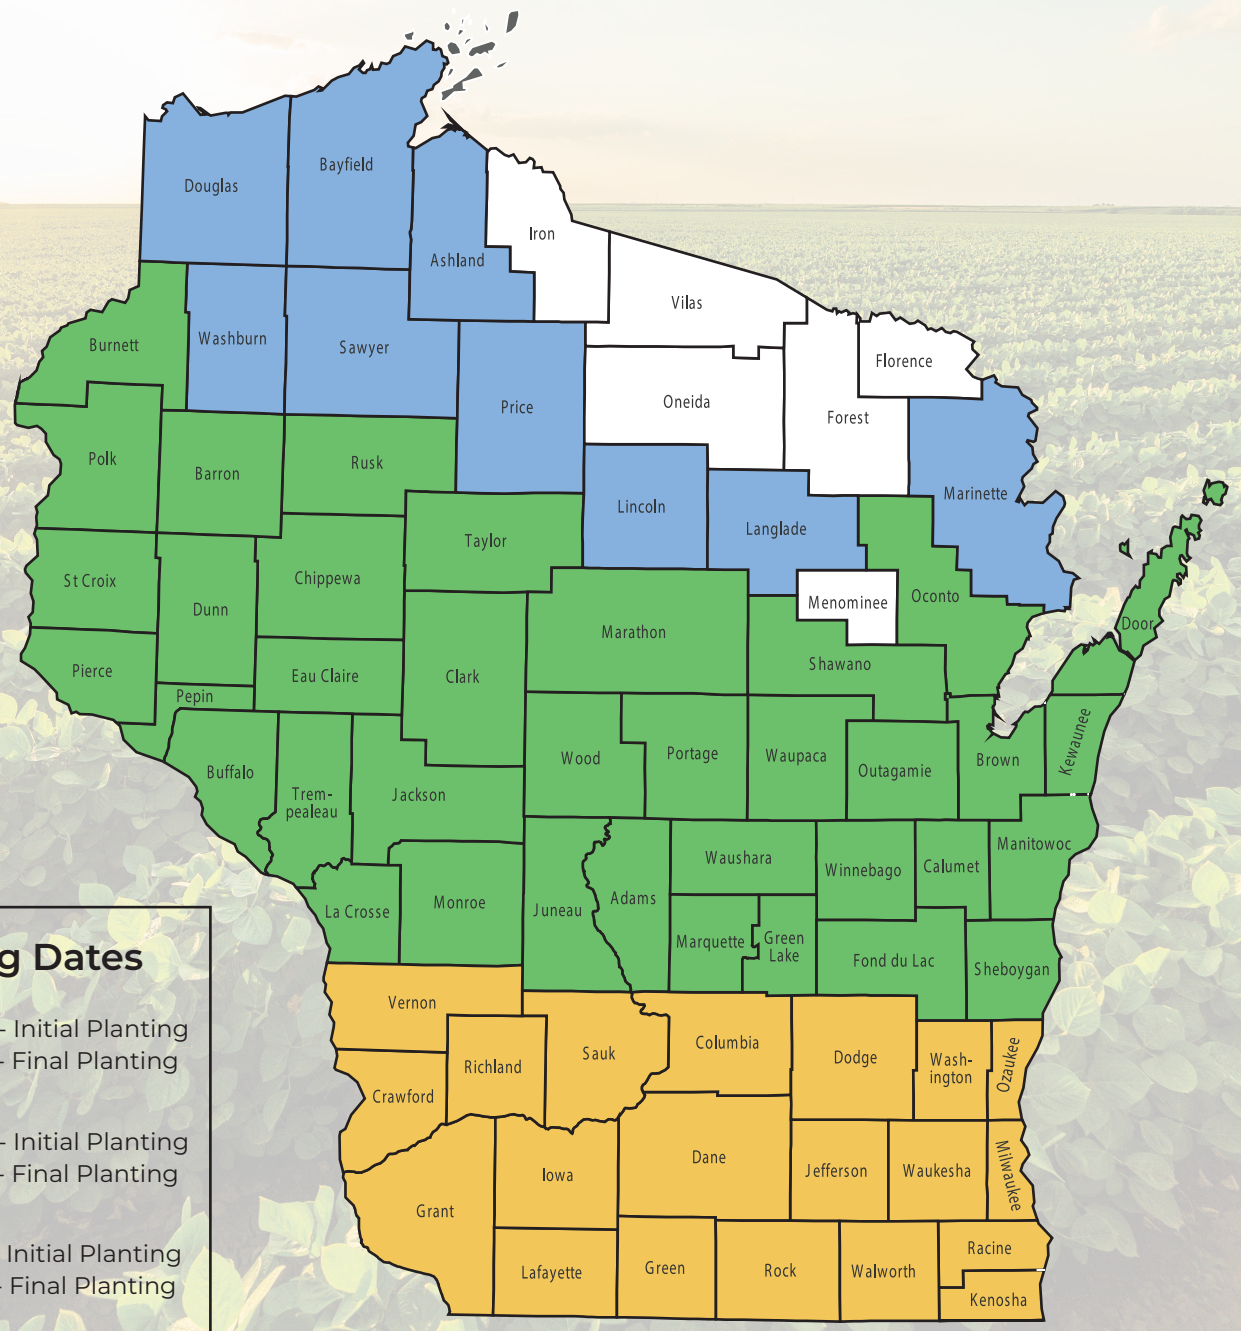 Douglas
Bayfield
Ashland
Iron
Vilas
Burnett
Washburn
Sawyer
Price
Oneida
Florence
Forest
Polk
Barron
Rusk
Lincoln
Langlade
Marinette
Taylor
St Croix
Dunn
Chippewa
Menominee
Oconto
Door
Marathon
Shawano
Pierce
Pepin
Eau Claire
Clark
Wood
Portage
Waupaca
Outagamie
Brown
Kewaunee
Buffalo
Trem-
pealeau
Jackson
Waushara
Winnebago
Calumet
Manitowoc
La Crosse
Monroe
Juneau
Adams
Marquette
Green
Lake
Fond du Lac
Sheboygan
Vernon
Richland
Sauk
Columbia
Dodge
Wash-
ington
Ozaukee
Crawford
Grant
Iowa
Dane
Jefferson
Waukesha
Milwaukee
Lafayette
Green
Rock
Walworth
Racine
Kenosha
g Dates
- Initial Planting
- Final Planting
- Initial Planting
- Final Planting
Initial Planting
- Final Planting